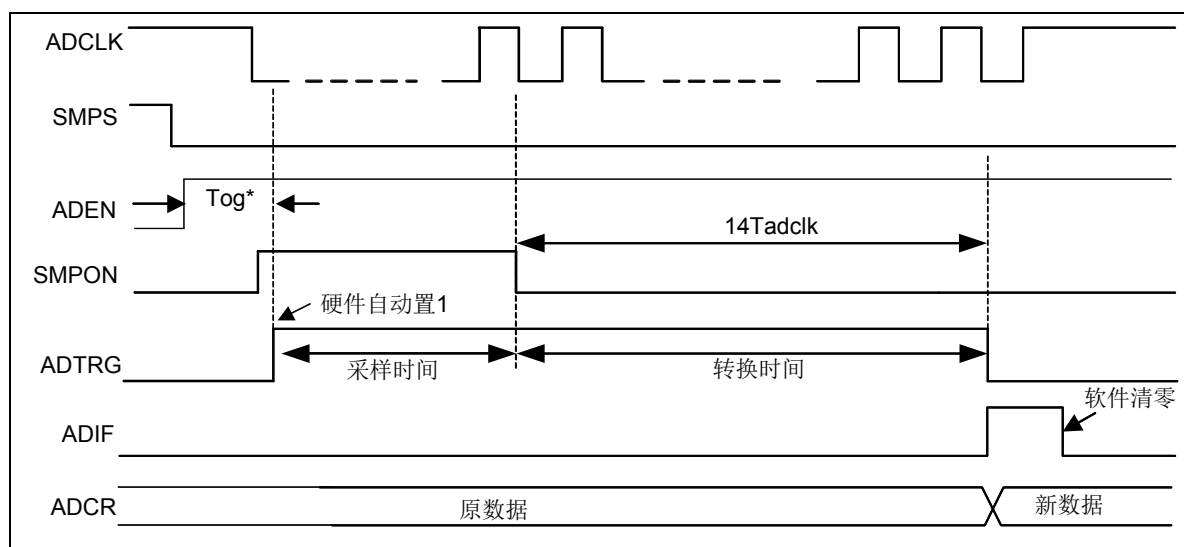 ADCLK
SMPS
ADEN
Tog*
14Tadclk
SMPON
硬件自动置1
ADTRG
采样时间
转换时间
软件清零
ADIF
ADCR
原数据
新数据